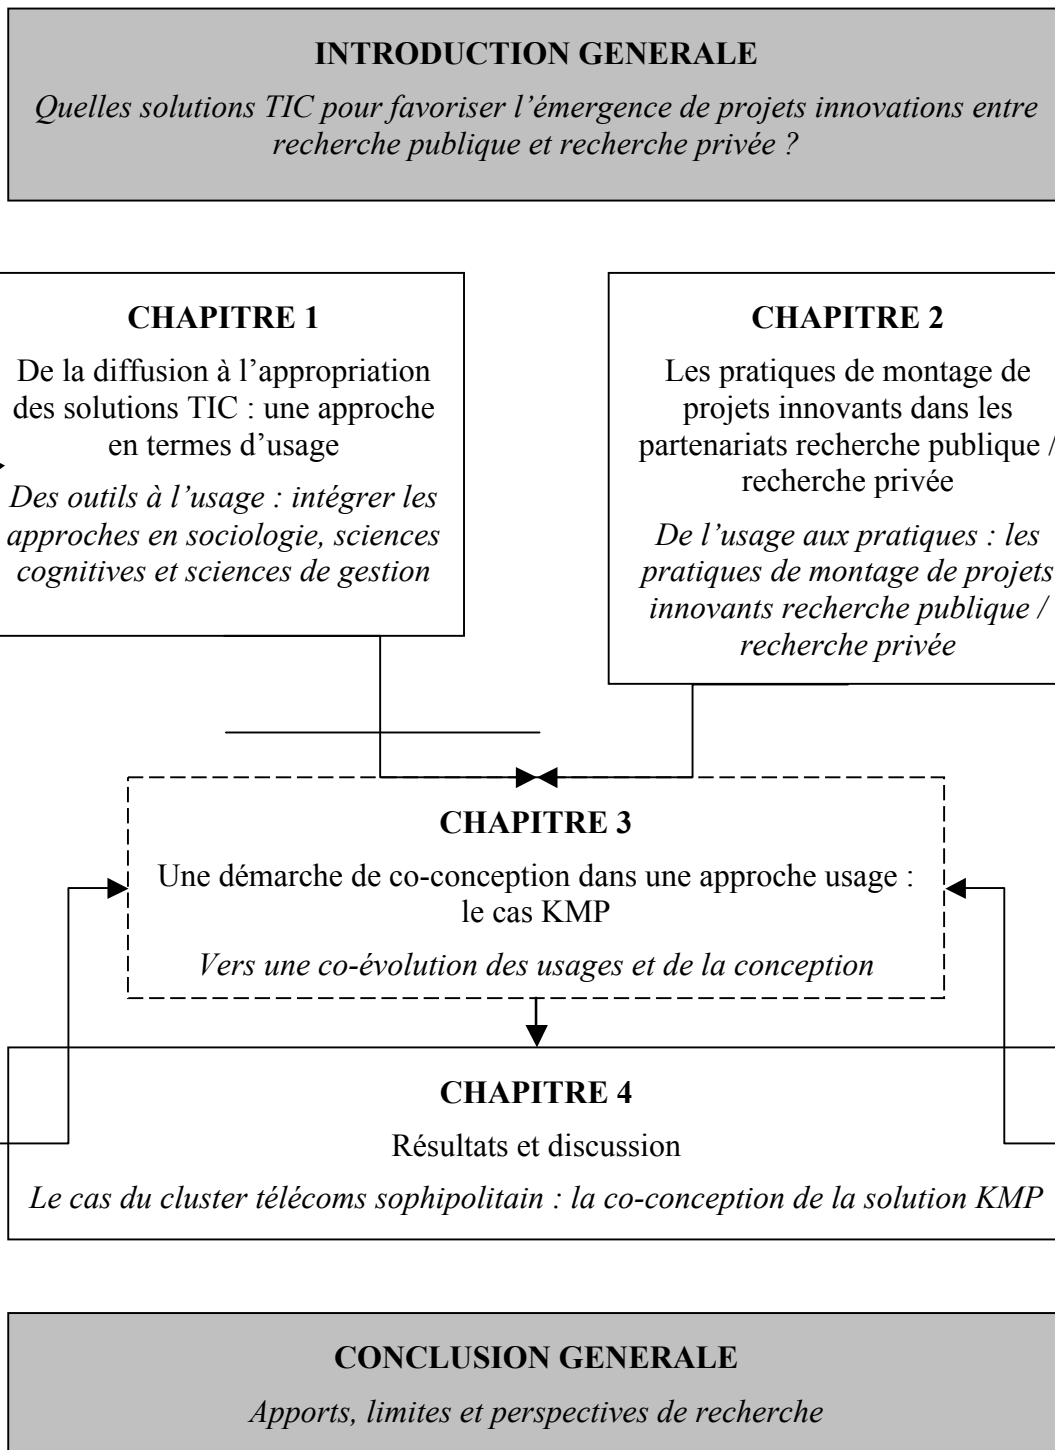 INTRODUCTION GENERALE
Quelles solutions TIC pour favoriser l’émergence de projets innovations entre
recherche publique et recherche privée ?
CHAPITRE 1
De la diffusion à l’appropriation
des solutions TIC : une approche
en termes d’usage
Des outils à l’usage : intégrer les
approches en sociologie, sciences
cognitives et sciences de gestion
CHAPITRE 2
Les pratiques de montage de
projets innovants dans les
partenariats recherche publique /
recherche privée
De l’usage aux pratiques : les
pratiques de montage de projets
innovants recherche publique /
recherche privée
CHAPITRE 3
Une démarche de co-conception dans une approche usage :
le cas KMP
Vers une co-évolution des usages et de la conception
CHAPITRE 4
Résultats et discussion
Le cas du cluster télécoms sophipolitain : la co-conception de la solution KMP
CONCLUSION GENERALE
Apports, limites et perspectives de recherche